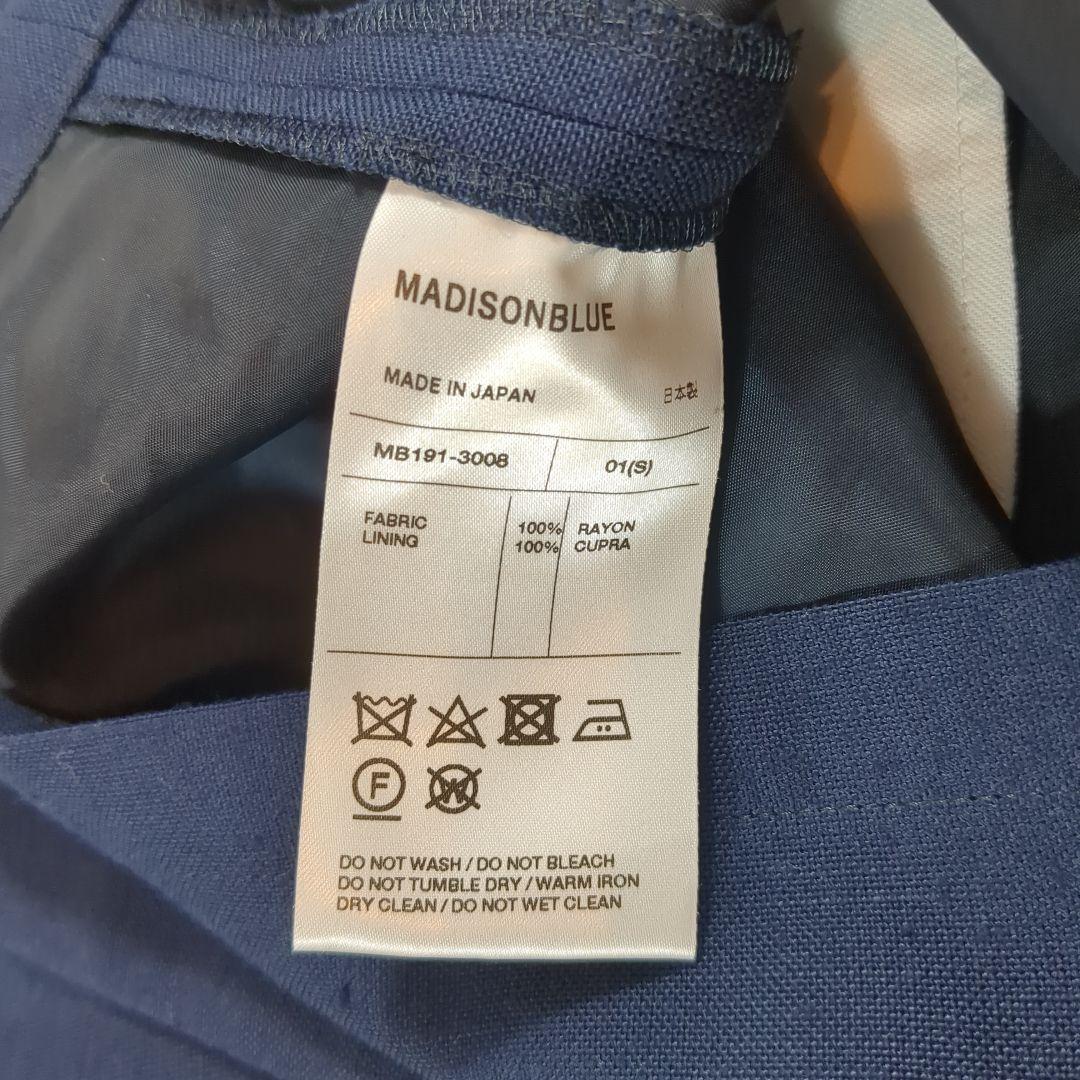 MADISONBLUE
MADE IN JAPAN 日本製
MB191-3008 01(S)
FABRIC 100% RAYON
LINING 100% CUPRA
F W
DO NOT WASH / DO NOT BLEACH
DO NOT TUMBLE DRY / WARM IRON
DRY CLEAN / DO NOT WET CLEAN